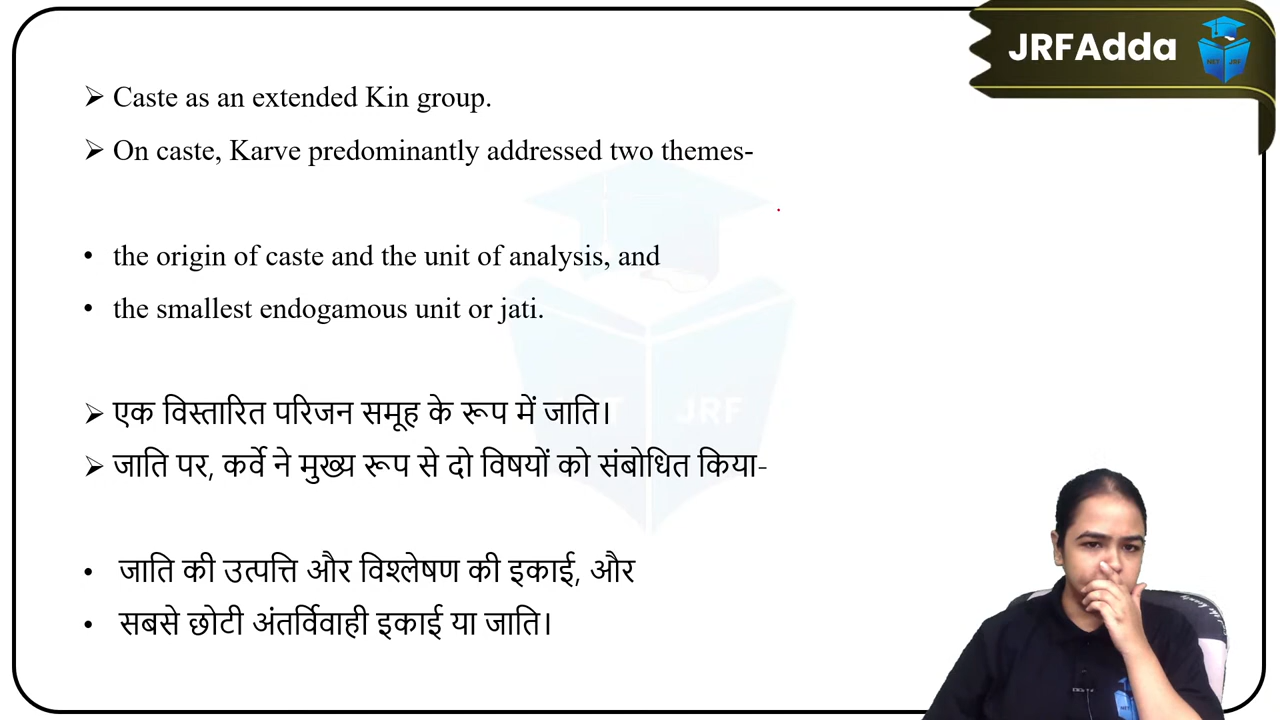 JRFAdda
NET JRF
➢ Caste as an extended Kin group.
➢ On caste, Karve predominantly addressed two themes-
• the origin of caste and the unit of analysis, and
• the smallest endogamous unit or jati.
➢ एक विस्तारित परिजन समूह के रूप में जाति।
➢ जाति पर, कर्वे ने मुख्य रूप से दो विषयों को संबोधित किया-
• जाति की उत्पत्ति और विश्लेषण की इकाई, और
• सबसे छोटी अंतर्विवाही इकाई या जाति।